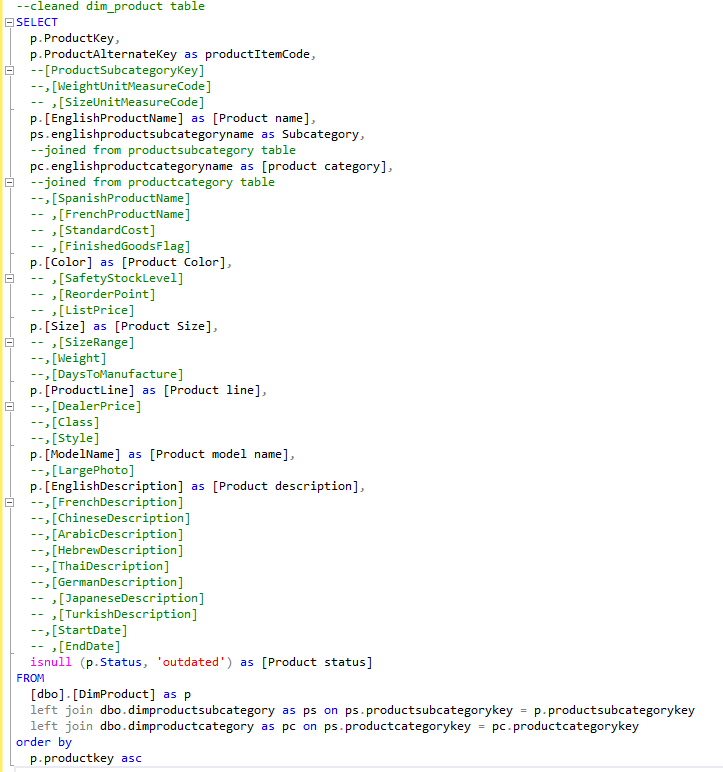 --cleaned dim_product table
SELECT
p.ProductKey,
p.ProductAlternateKey as productItemCode,
--[ProductSubcategoryKey]
--,[WeightUnitMeasureCode]
-- ,[SizeUnitMeasureCode]
p.[EnglishProductName] as [Product name],
ps.englishproductsubcategoryname as Subcategory,
--joined from productsubcategory table
pc.englishproductcategoryname as [product category],
--joined from productcategory table
--,[SpanishProductName]
-- ,[FrenchProductName]
-- ,[StandardCost]
-- ,[FinishedGoodsFlag]
p.[Color] as [Product Color],
-- ,[SafetyStockLevel]
-- ,[ReorderPoint]
-- ,[ListPrice]
p.[Size] as [Product Size],
-- ,[SizeRange]
--,[Weight]
--,[DaysToManufacture]
p.[ProductLine] as [Product line],
--,[DealerPrice]
--,[Class]
--,[Style]
p.[ModelName] as [Product model name],
--,[LargePhoto]
p.[EnglishDescription] as [Product description],
--,[FrenchDescription]
--,[ChineseDescription]
--,[ArabicDescription]
--,[HebrewDescription]
--,[ThaiDescription]
--,[GermanDescription]
-- ,[JapaneseDescription]
-- ,[TurkishDescription]
--,[StartDate]
-- ,[EndDate]
isnull (p.Status, 'outdated') as [Product status]
FROM
[dbo].[DimProduct] as p
left join dbo.dimproductsubcategory as ps on ps.productsubcategorykey = p.productsubcategorykey
left join dbo.dimproductcategory as pc on ps.productcategorykey = pc.productcategorykey
order by
p.productkey asc